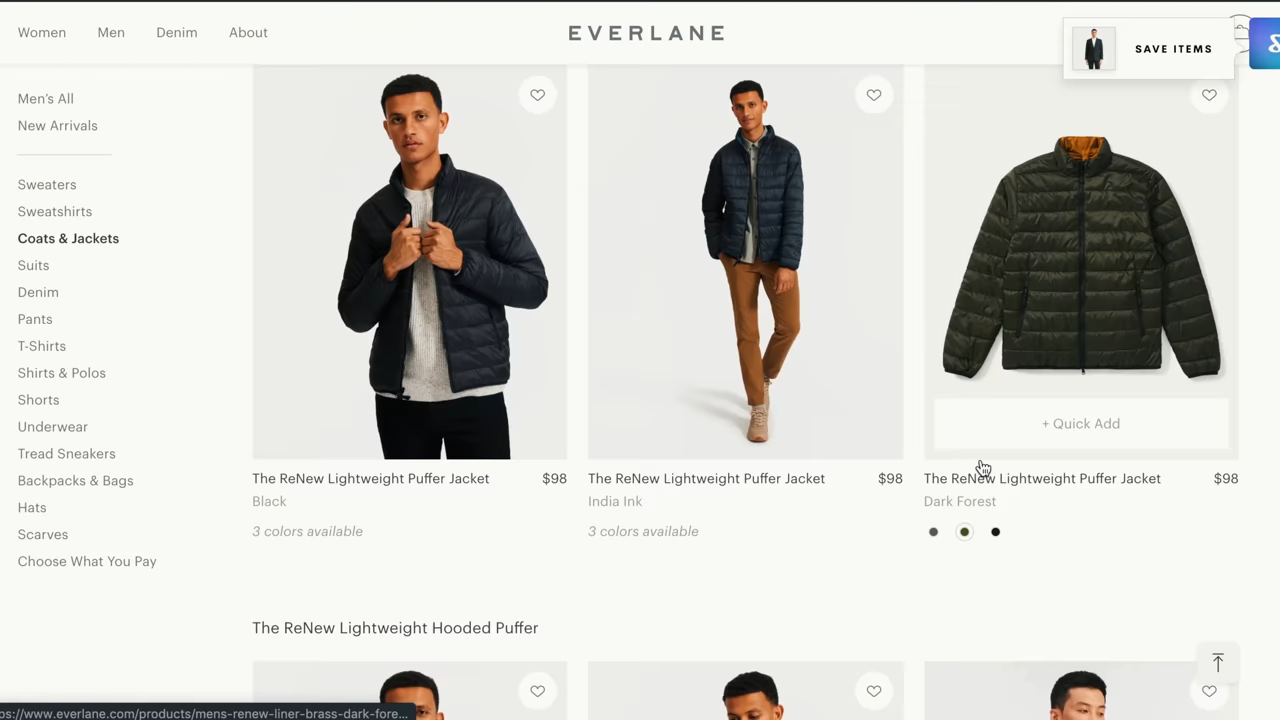 Women
Men
Denim
About
EVERLANE
SAVE ITEMS
Men's All
New Arrivals
Sweaters
Sweatshirts
Coats & Jackets
Suits
Denim
Pants
T-Shirts
Shirts & Polos
Shorts
Underwear
Tread Sneakers
Backpacks & Bags
Hats
Scarves
Choose What You Pay
The ReNew Lightweight Puffer Jacket $98
Black
3 colors available
The ReNew Lightweight Puffer Jacket $98
India Ink
3 colors available
+ Quick Add
The ReNew Lightweight Puffer Jacket $98
Dark Forest
The ReNew Lightweight Hooded Puffer
ps://www.everlane.com/products/mens-renew-liner-brass-dark-fore...